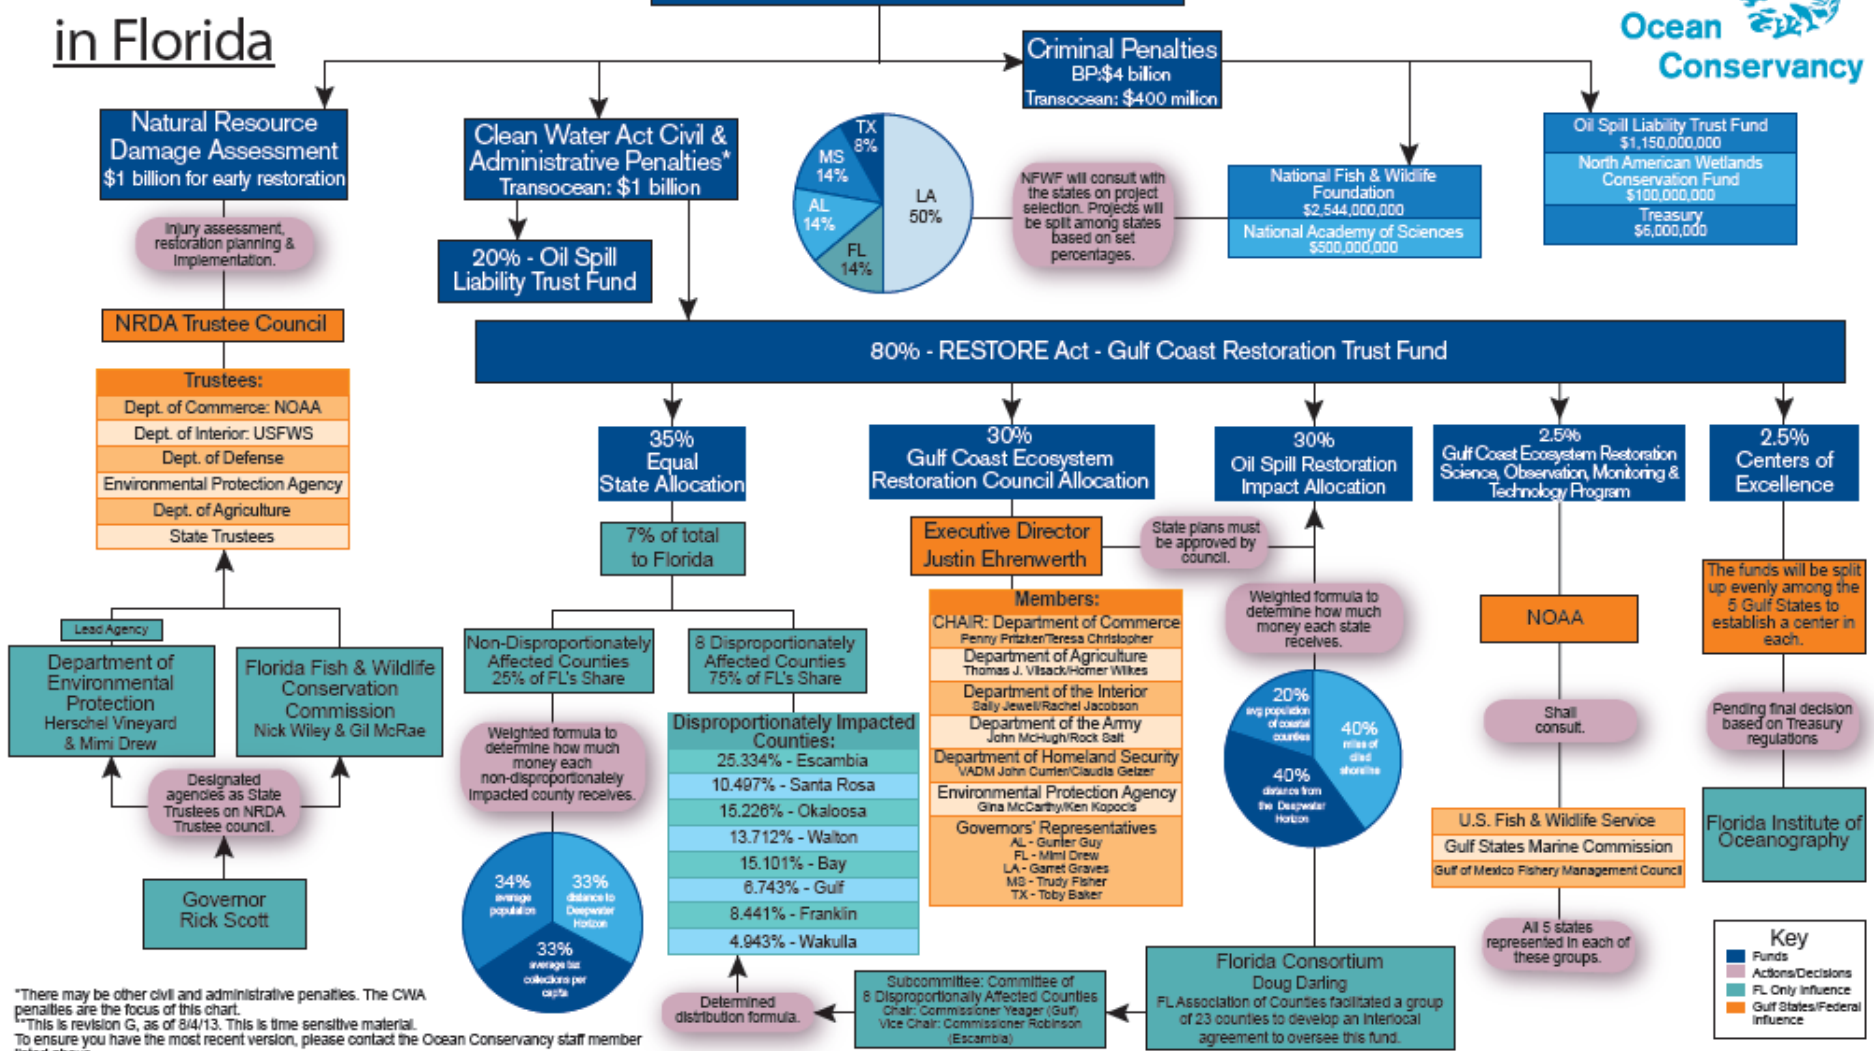 in Florida
Ocean
Conservancy
Criminal Penalties
BP:$4 billion
Transocean: $400 million
Natural Resource
Damage Assessment
$1 billion for early restoration
Clean Water Act Civil &
Administrative Penalties*
Transocean: $1 billion
TX
8%
MS
14%
AL
14%
FL
14%
LA
50%
NFWF will consult with
the states on project
selection. Projects will
be split among states
based on set
percentages.
National Fish & Wildlife
Foundation
$2,544,000,000
National Academy of Sciences
$500,000,000
Oil Spill Liability Trust Fund
$1,150,000,000
North American Wetlands
Conservation Fund
$100,000,000
Treasury
$6,000,000
Injury assessment,
restoration planning &
implementation.
20% - Oil Spill
Liability Trust Fund
NRDA Trustee Council
80% - RESTORE Act - Gulf Coast Restoration Trust Fund
Trustees:
Dept. of Commerce: NOAA
Dept. of Interior: USFWS
Dept. of Defense
Environmental Protection Agency
Dept. of Agriculture
State Trustees
35%
Equal
State Allocation
30%
Gulf Coast Ecosystem
Restoration Council Allocation
30%
Oil Spill Restoration
Impact Allocation
2.5%
Gulf Coast Ecosystem Restoration
Science, Observation, Monitoring &
Technology Program
2.5%
Centers of
Excellence
7% of total
to Florida
Executive Director
Justin Ehrenwerth
State plans must
be approved by
council.
Weighted formula to
determine how much
money each state
receives.
NOAA
The funds will be split
up evenly among the
5 Gulf States to
establish a center in
each.
Lead Agency
Department of
Environmental
Protection
Herschel Vineyard
& Mimi Drew
Florida Fish & Wildlife
Conservation
Commission
Nick Wiley & Gil McRae
Non-Disproportionately
Affected Counties
25% of FL's Share
8 Disproportionately
Affected Counties
75% of FL's Share
Members:
CHAIR: Department of Commerce
Penny Pritzker/Teresa Christopher
Department of Agriculture
Thomas J. Vilsack/Homer Wilkes
Department of the Interior
Sally Jewell/Rachel Jacobson
Department of the Army
John McHugh/Rock Salt
Department of Homeland Security
VADM John Currier/Claudia Gelzer
Environmental Protection Agency
Gina McCarthy/Ken Kopocis
Governors' Representatives
AL - Gunter Guy
FL - Mimi Drew
LA - Garret Graves
MS - Trudy Fisher
TX - Toby Baker
20%
avg population
of coastal
counties
40%
miles of
oiled
shoreline
40%
distance from
the Deepwater
Horizon
Shall
consult.
Pending final decision
based on Treasury
regulations
Designated
agencies as State
Trustees on NRDA
Trustee council.
Weighted formula to
determine how much
money each
non-disproportionately
impacted county receives.
Disproportionately Impacted
Counties:
25.334% - Escambia
10.497% - Santa Rosa
15.226% - Okaloosa
13.712% - Walton
15.101% - Bay
6.743% - Gulf
8.441% - Franklin
4.943% - Wakulla
U.S. Fish & Wildlife Service
Gulf States Marine Commission
Gulf of Mexico Fishery Management Council
Florida Institute of
Oceanography
Governor
Rick Scott
34%
average
population
33%
distance to
Deepwater
Horizon
33%
average tax
collections per
capita
All 5 states
represented in each of
these groups.
Key
Funds
Actions/Decisions
FL Only Influence
Gulf States/Federal
Influence
Determined
distribution formula.
Subcommittee: Committee of
8 Disproportionally Affected Counties
Chair: Commissioner Yeager (Gulf)
Vice Chair: Commissioner Robinson
(Escambia)
Florida Consortium
Doug Darling
FL Association of Counties facilitated a group
of 23 counties to develop an interlocal
agreement to oversee this fund.
*There may be other civil and administrative penalties. The CWA
penalties are the focus of this chart.
**This is revision G, as of 8/4/13. This is time sensitive material.
To ensure you have the most recent version, please contact the Ocean Conservancy staff member